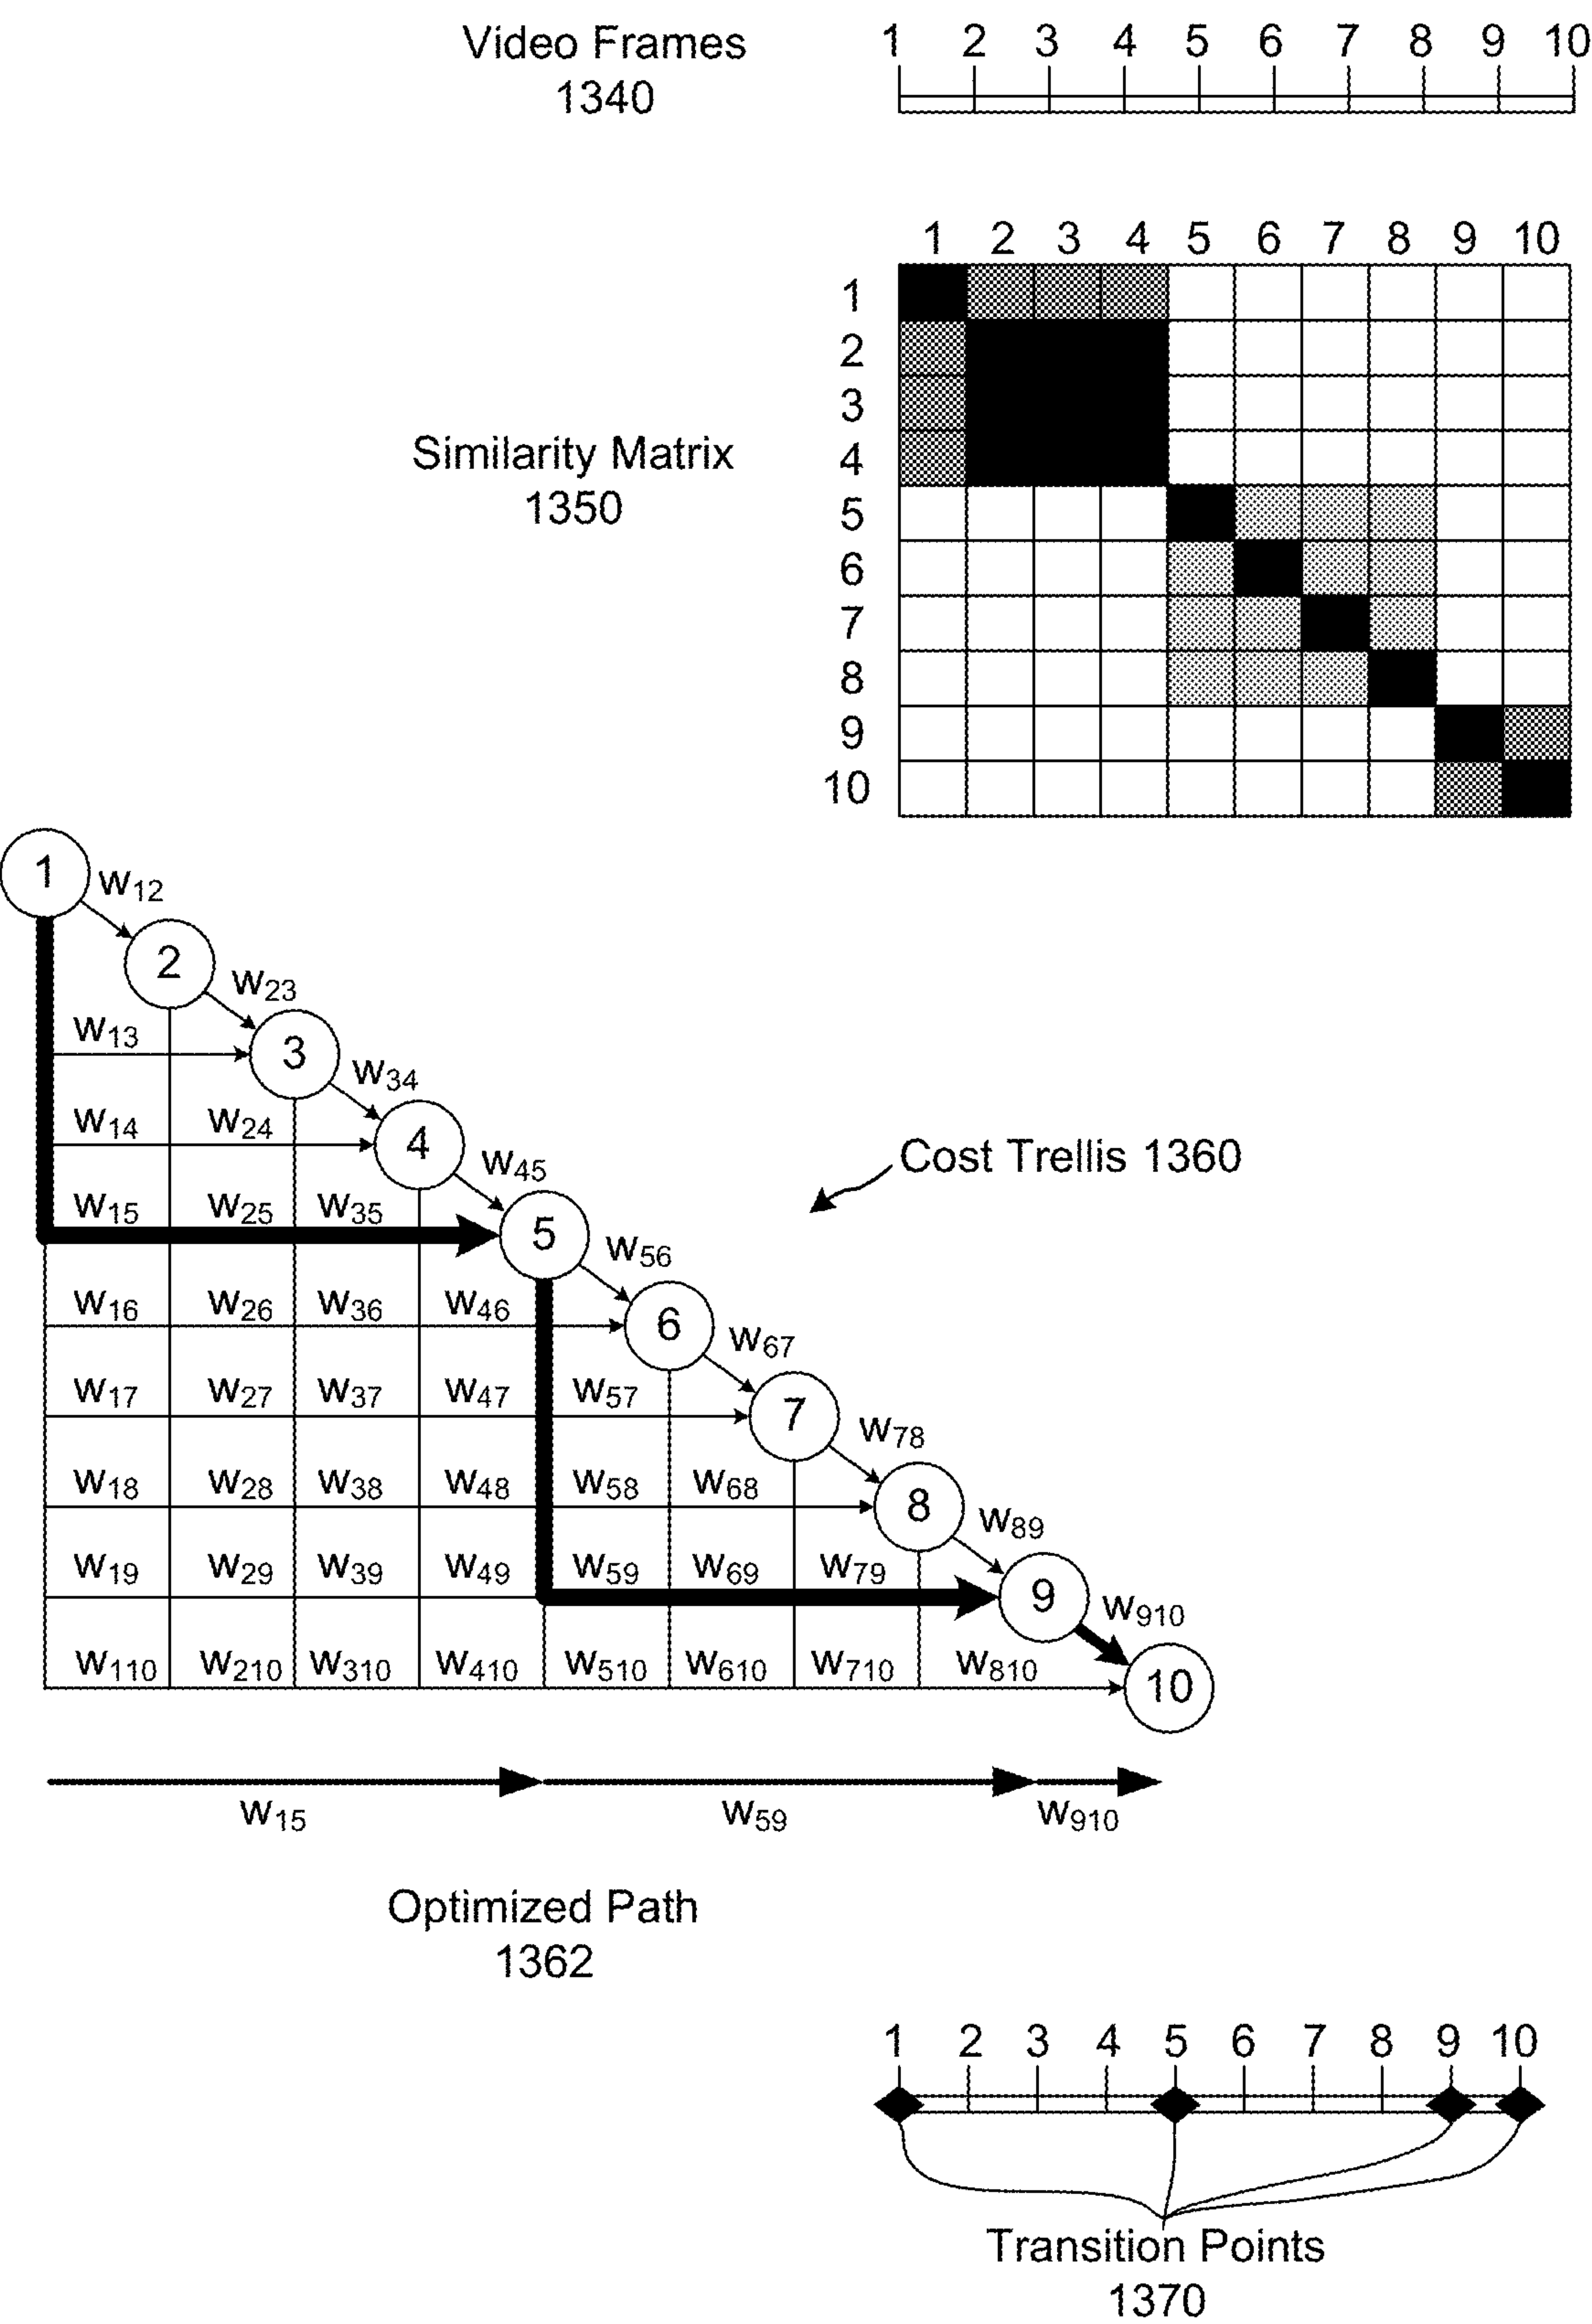 Video Frames
1340
1 2 3 4 5 6 7 8 9 10
1 2 3 4 5 6 7 8 9 10
1
2
3
4
5
6
7
8
9
10
Similarity Matrix
1350
1
w12
2
w23
w13
3
w34
w14 w24
4
w45
w15 w25 w35
5
w56
w16 w26 w36 w46
6
w67
w17 w27 w37 w47 w57
7
w78
w18 w28 w38 w48 w58 w68
8
w89
w19 w29 w39 w49 w59 w69 w79
9
w910
w110 w210 w310 w410 w510 w610 w710 w810
10
Cost Trellis 1360
w15 w59 w910
Optimized Path
1362
1 2 3 4 5 6 7 8 9 10
Transition Points
1370